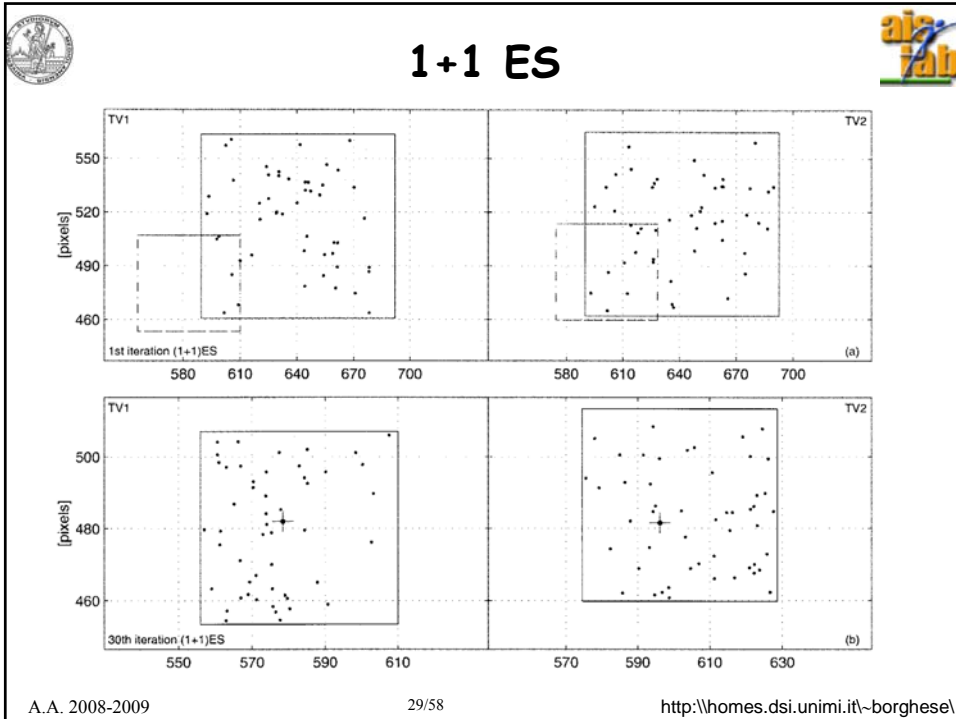 1+1 ES
ais
lab
TV1
TV2
550
520
490
460
[pixels]
1st iteration (1+1)ES
(a)
580 610 640 670 700
580 610 640 670 700
TV1
TV2
500
480
460
[pixels]
30th iteration (1+1)ES
(b)
550 570 590 610
570 590 610 630
A.A. 2008-2009
29/58
http:\\homes.dsi.unimi.it\~borghese\